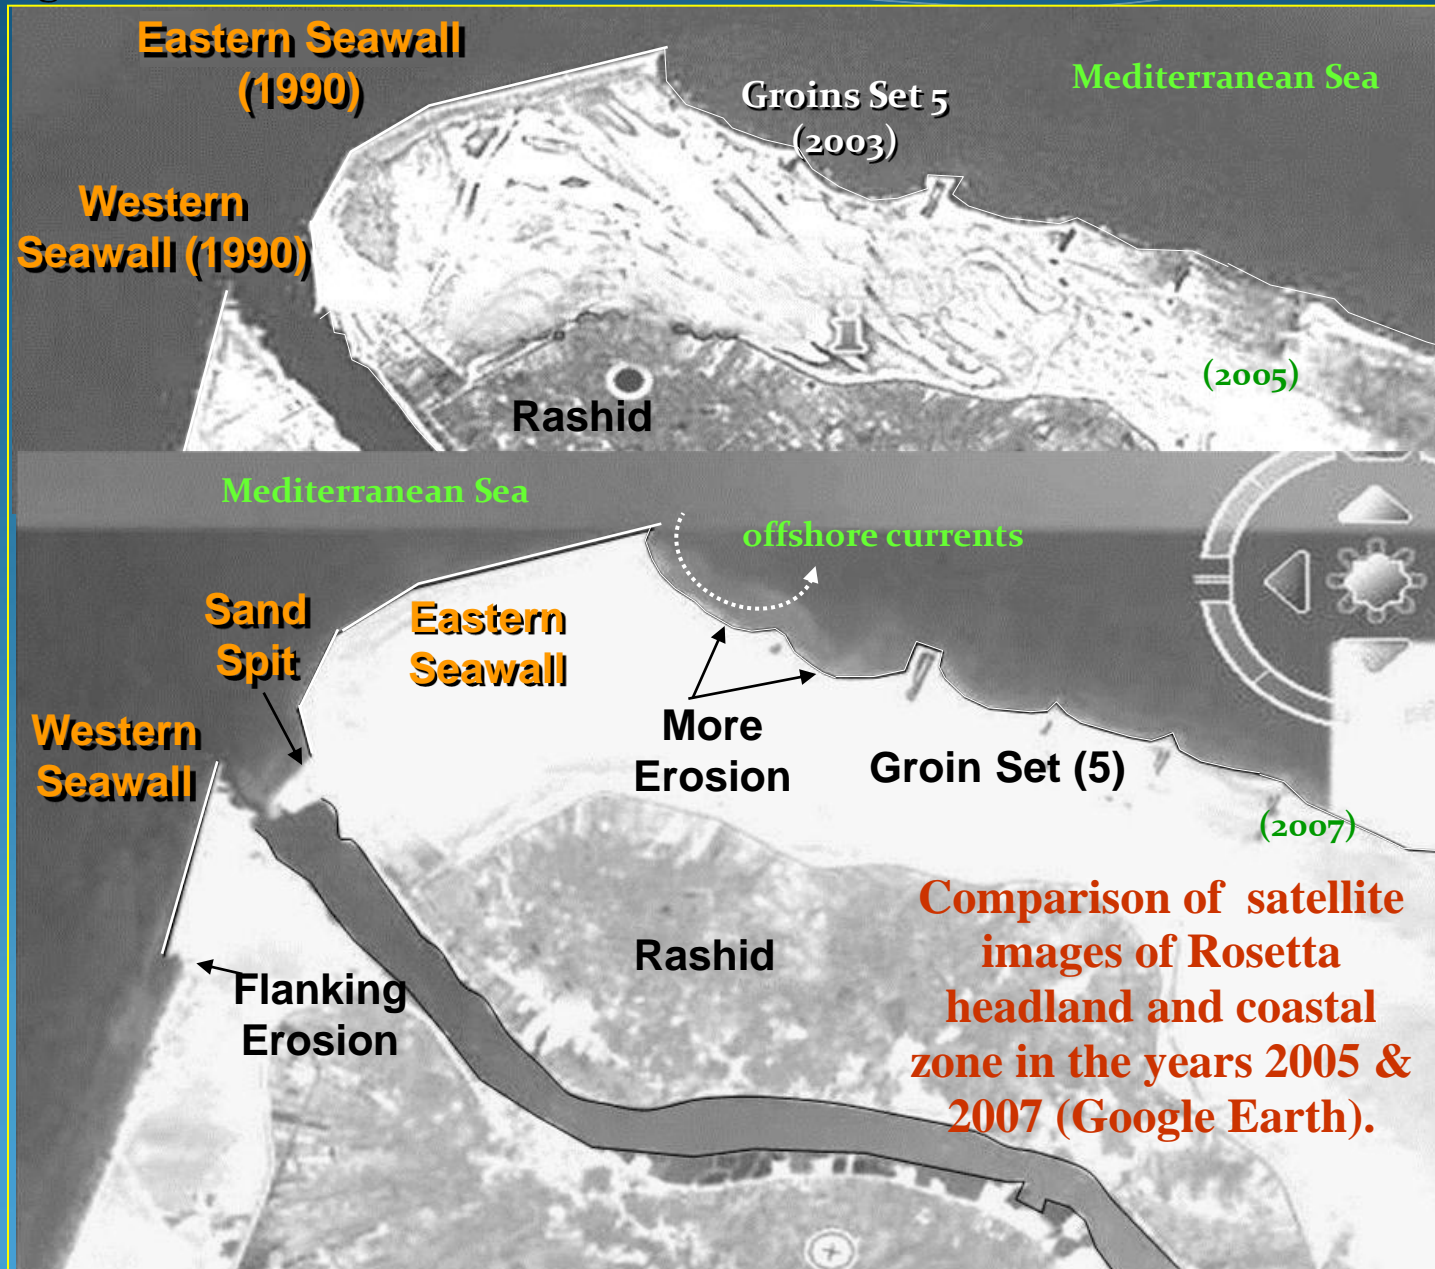 Eastern Seawall
(1990)
Mediterranean Sea
Groins Set 5
(2003)
Western
Seawall (1990)
(2005)
Rashid
Mediterranean Sea
offshore currents
Sand
Spit
Eastern
Seawall
Western
Seawall
More
Erosion
Groin Set (5)
(2007)
Flanking
Erosion
Rashid
Comparison of satellite
images of Rosetta
headland and coastal
zone in the years 2005 &
2007 (Google Earth).